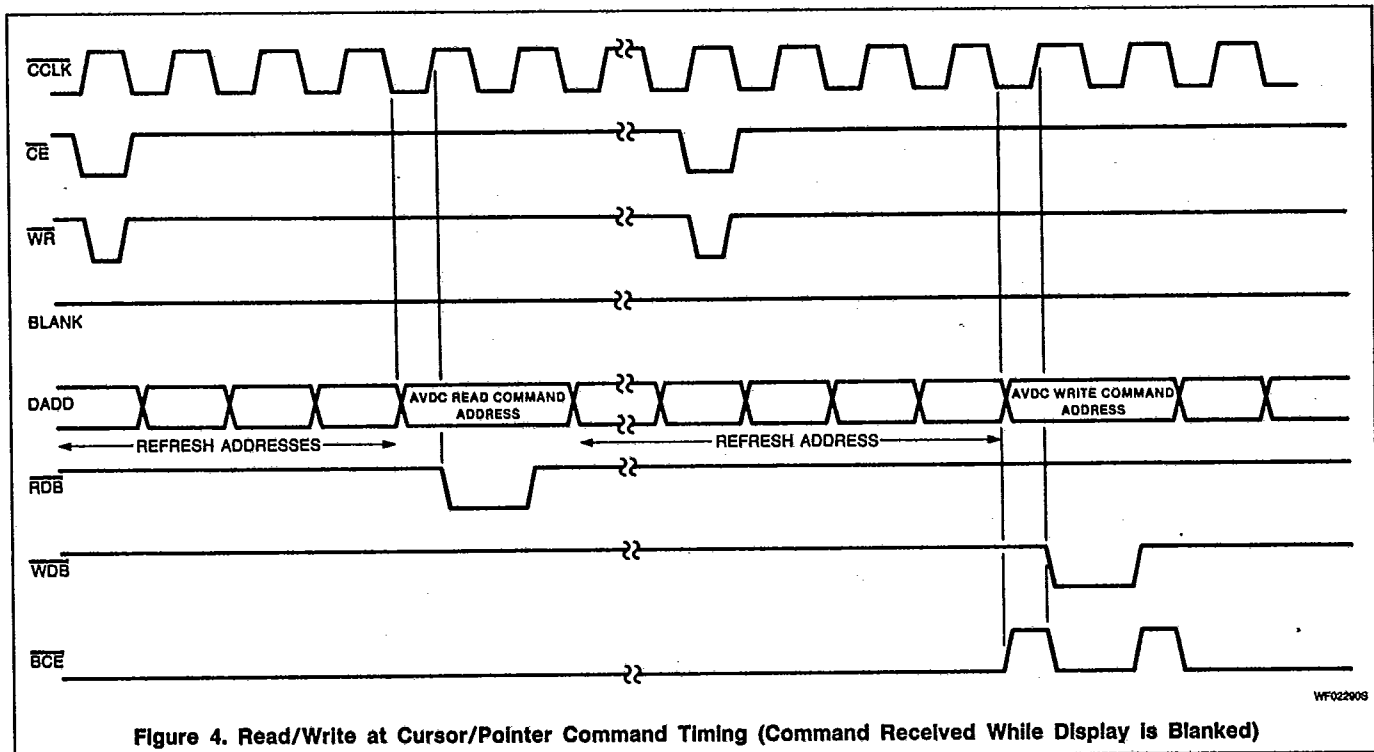 CCLK
CE
WR
BLANK
DADD
AVDC READ COMMAND
ADDRESS
AVDC WRITE COMMAND
ADDRESS
REFRESH ADDRESSES
REFRESH ADDRESS
RDB
WDB
BCE
WF02290S
Figure 4. Read/Write at Cursor/Pointer Command Timing (Command Received While Display is Blanked)